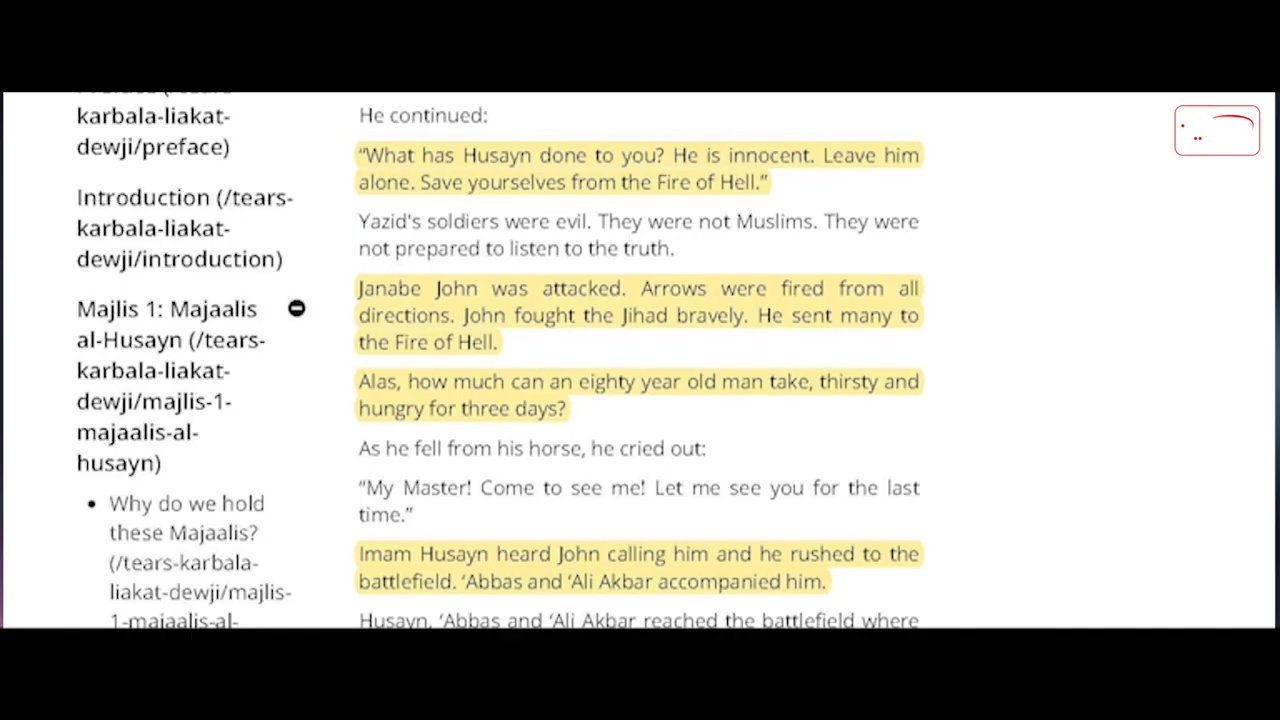 karbala-liakat-
dewji/preface)
Introduction (/tears-
karbala-liakat-
dewji/introduction)
Majlis 1: Majaalis
al-Husayn (/tears-
karbala-liakat-
dewji/majlis-1-
majaalis-al-
husayn)
• Why do we hold
these Majaalis?
(/tears-karbala-
liakat-dewji/majlis-
1-majaalis-al-
He continued:
“What has Husayn done to you? He is innocent. Leave him
alone. Save yourselves from the Fire of Hell.”
Yazid's soldiers were evil. They were not Muslims. They were
not prepared to listen to the truth.
Janabe John was attacked. Arrows were fired from all
directions. John fought the Jihad bravely. He sent many to
the Fire of Hell.
Alas, how much can an eighty year old man take, thirsty and
hungry for three days?
As he fell from his horse, he cried out:
“My Master! Come to see me! Let me see you for the last
time.”
Imam Husayn heard John calling him and he rushed to the
battlefield. ‘Abbas and ‘Ali Akbar accompanied him.
Husayn, ‘Abbas and ‘Ali Akbar reached the battlefield where